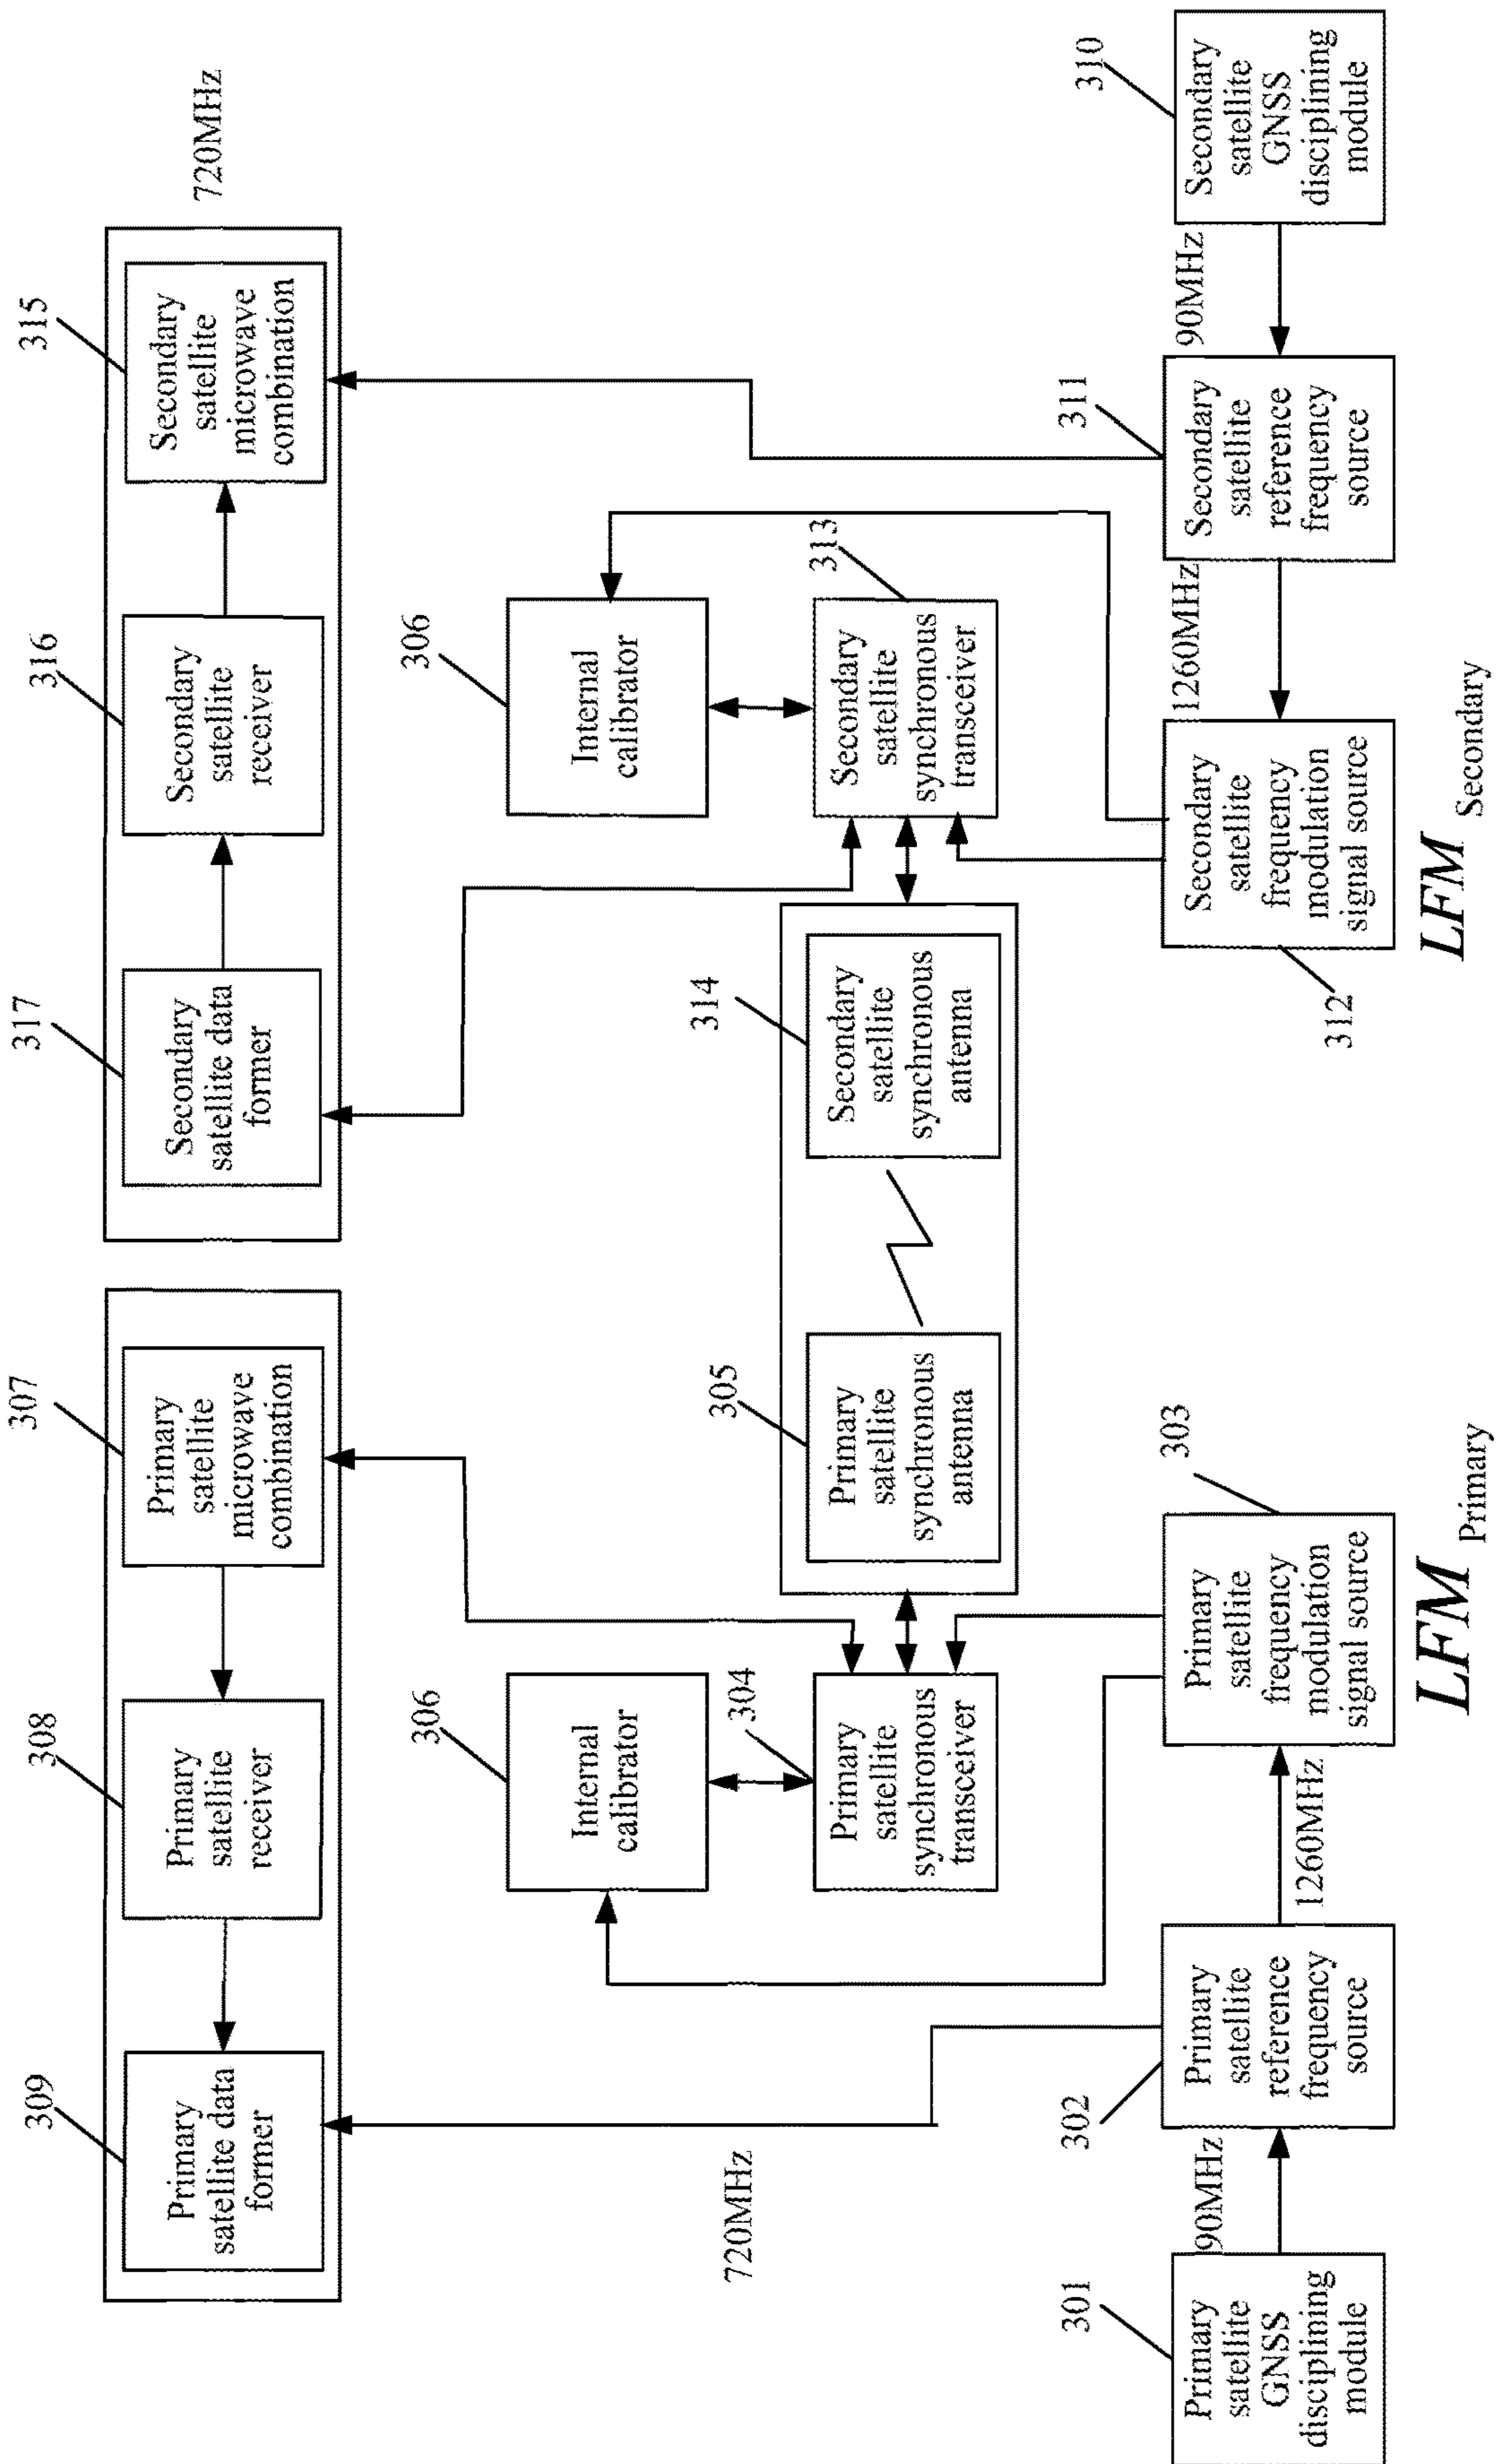 309
Primary
satellite data
former
308
Primary
satellite
receiver
307
Primary
satellite
microwave
combination
317
Secondary
satellite data
former
316
Secondary
satellite
receiver
315
Secondary
satellite
microwave
combination
720MHz
306
Internal
calibrator
306
Internal
calibrator
720MHz
304
Primary
satellite
synchronous
transceiver
305
Primary
satellite
synchronous
antenna
314
Secondary
satellite
synchronous
antenna
313
Secondary
satellite
synchronous
transceiver
301
Primary
satellite
GNSS
disciplining
module
90MHz
302
Primary
satellite
reference
frequency
source
1260MHz
303
Primary
satellite
frequency
modulation
signal source
LFM Primary
312
Secondary
satellite
frequency
modulation
signal source
LFM Secondary
1260MHz
311
Secondary
satellite
reference
frequency
source
90MHz
310
Secondary
satellite
GNSS
disciplining
module